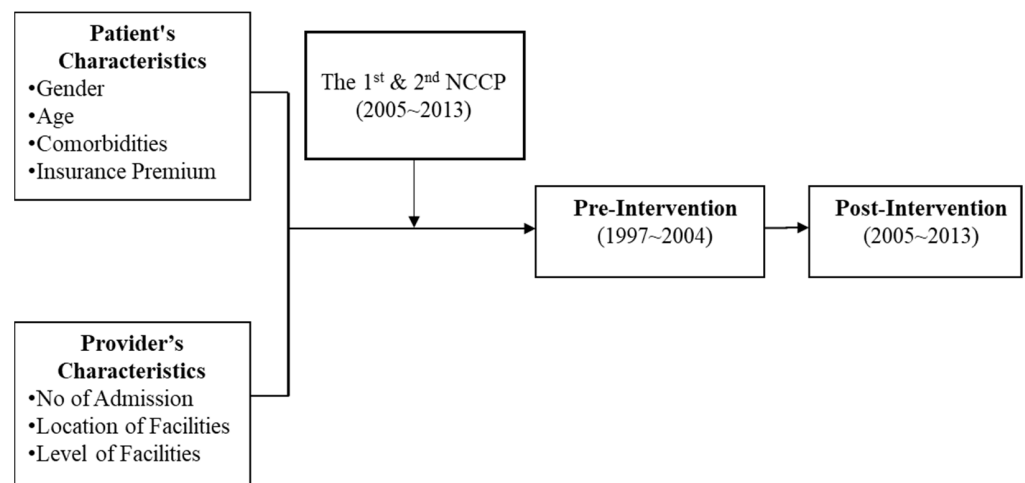 Patient's
Characteristics
•Gender
•Age
•Comorbidities
•Insurance Premium
The 1st & 2nd NCCP
(2005~2013)
Pre-Intervention
(1997~2004)
Post-Intervention
(2005~2013)
Provider’s
Characteristics
•No of Admission
•Location of Facilities
•Level of Facilities